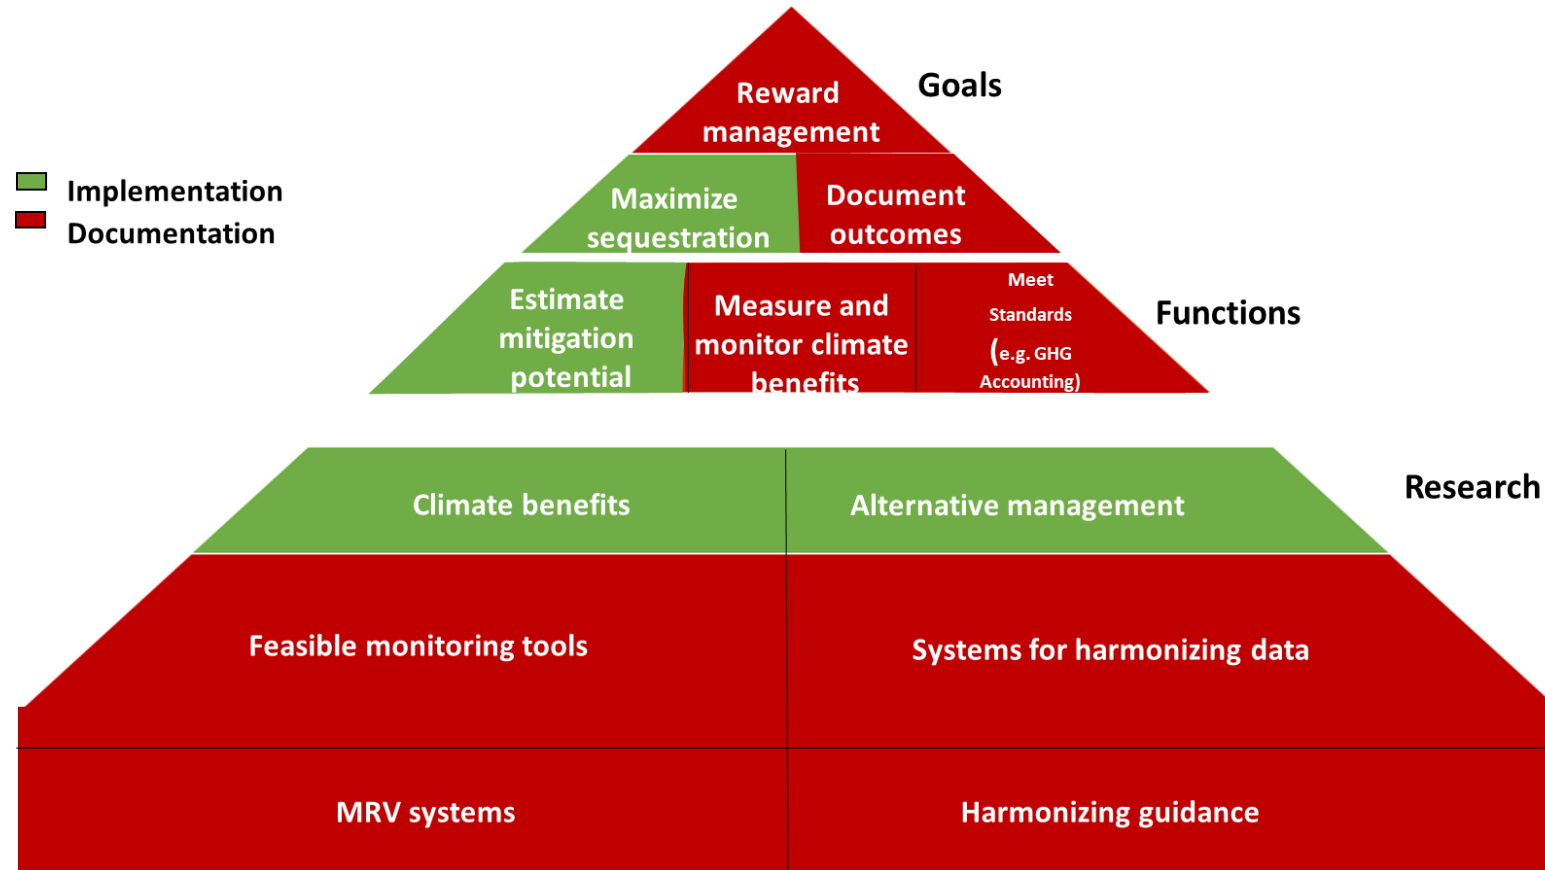 Reward
management
Goals
Implementation
Documentation
Maximize
sequestration
Document
outcomes
Estimate
mitigation
potential
Measure and
monitor climate
benefits
Meet
Standards
(e.g. GHG
Accounting)
Functions
Climate benefits
Alternative management
Research
Feasible monitoring tools
Systems for harmonizing data
MRV systems
Harmonizing guidance